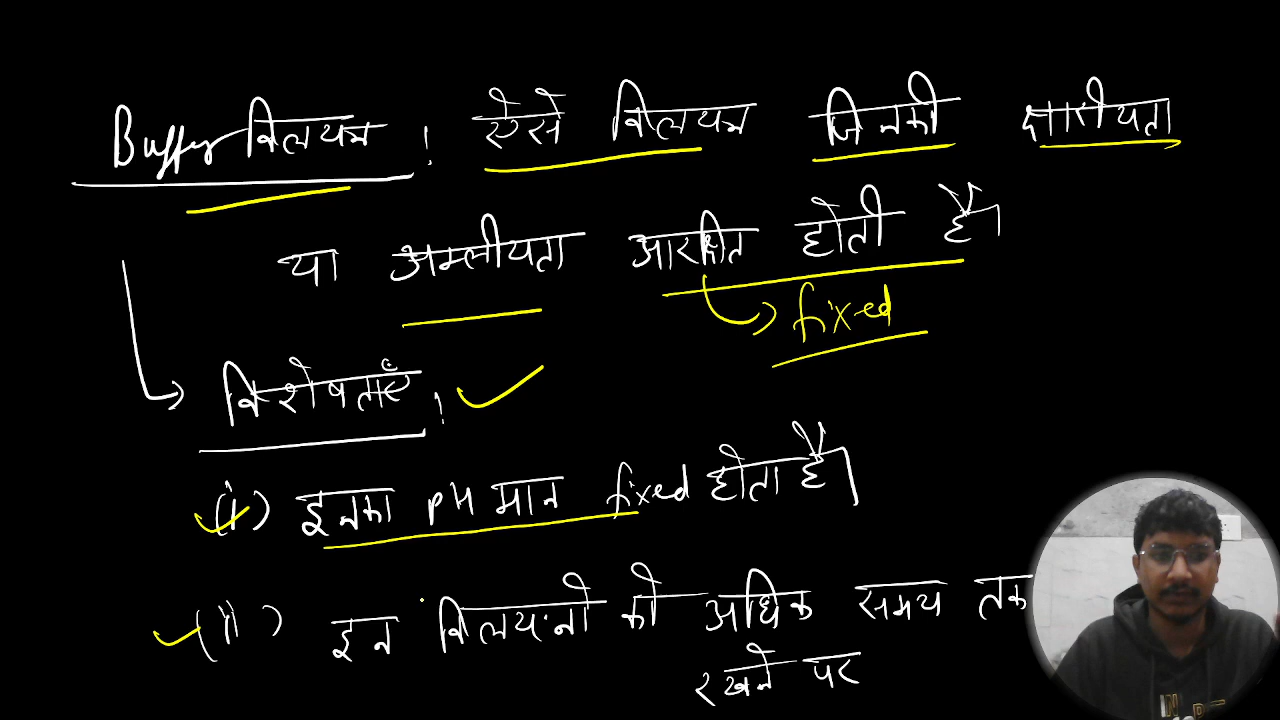 Buffer विलयन : ऐसे विलयन जिनकी क्षारीयता
या अम्लीयता आरक्षित होती है।
fixed
विशेषताएँ :
(i) इनका pH मान fixed होता है।
(ii) इन विलयनों को अधिक समय तक
रखने पर